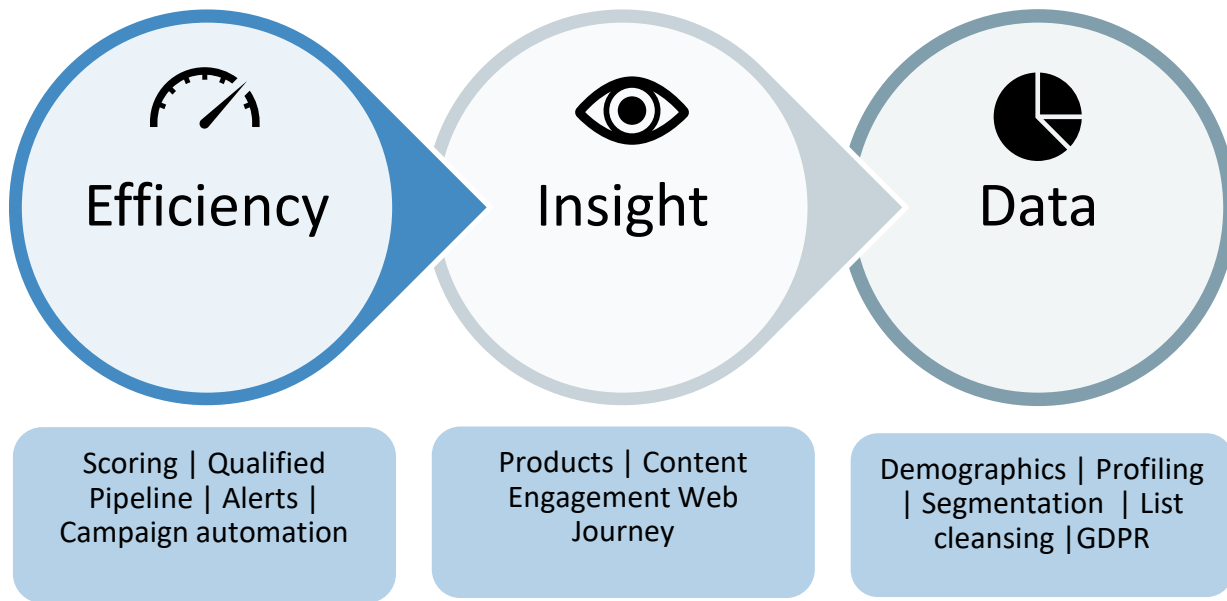 Efficiency
Insight
Data
Scoring | Qualified
Pipeline | Alerts |
Campaign automation
Products | Content
Engagement Web
Journey
Demographics | Profiling
| Segmentation | List
cleansing |GDPR